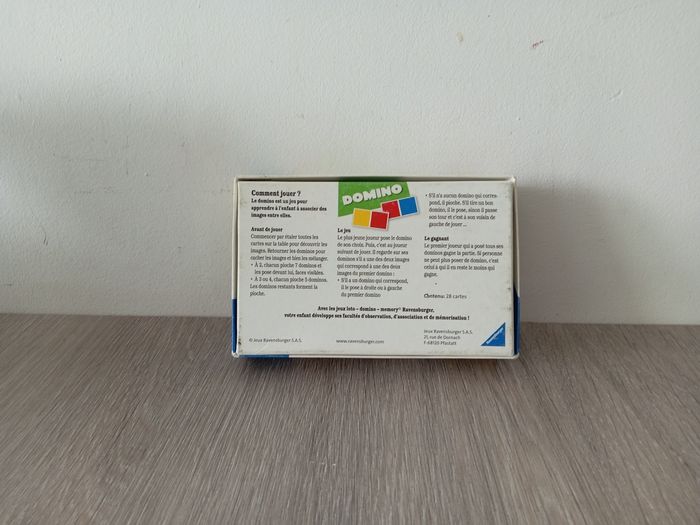 Comment jouer ?
Le domino est un jeu pour
apprendre à l'enfant à associer des
images entre elles.
Avant de jouer
Commencer par étaler toutes les
cartes sur la table pour découvrir les
images. Retourner les dominos pour
cacher les images et bien les mélanger.
• À 2, chacun pioche 7 dominos et
les pose devant lui, faces visibles.
• À 3 ou 4, chacun pioche 5 dominos.
Les dominos restants forment la
pioche.
DOMINO
Le jeu
Le plus jeune joueur pose le domino
de son choix. Puis, c'est au joueur
suivant de jouer. Il regarde sur ses
dominos s'il a une des deux images
qui correspond à une des deux
images du premier domino :
• S'il a un domino qui correspond,
il le pose à droite ou à gauche
du premier domino
• S'il n'a aucun domino qui corres-
pond, il pioche. S'il tire un bon
domino, il le pose, sinon il passe
son tour et c'est à son voisin de
gauche de jouer ...
Le gagnant
Le premier joueur qui a posé tous ses
dominos gagne la partie. Si personne
ne peut plus poser de domino, c'est
celui à qui il en reste le moins qui
gagne.
Contenu: 28 cartes
Avec les jeux loto – domino – memory® Ravensburger,
votre enfant développe ses facultés d'observation, d'association et de mémorisation !
© Jeux Ravensburger S.A.S.
www.ravensburger.com
Jeux Ravensburger S.A.S.
21, rue de Dornach
F-68120 Pfastatt
Ravensburger